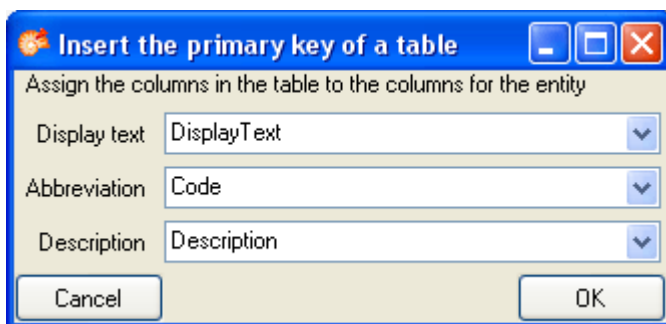 Insert the primary key of a table
Assign the columns in the table to the columns for the entity
Display text DisplayText
Abbreviation Code
Description Description
Cancel OK